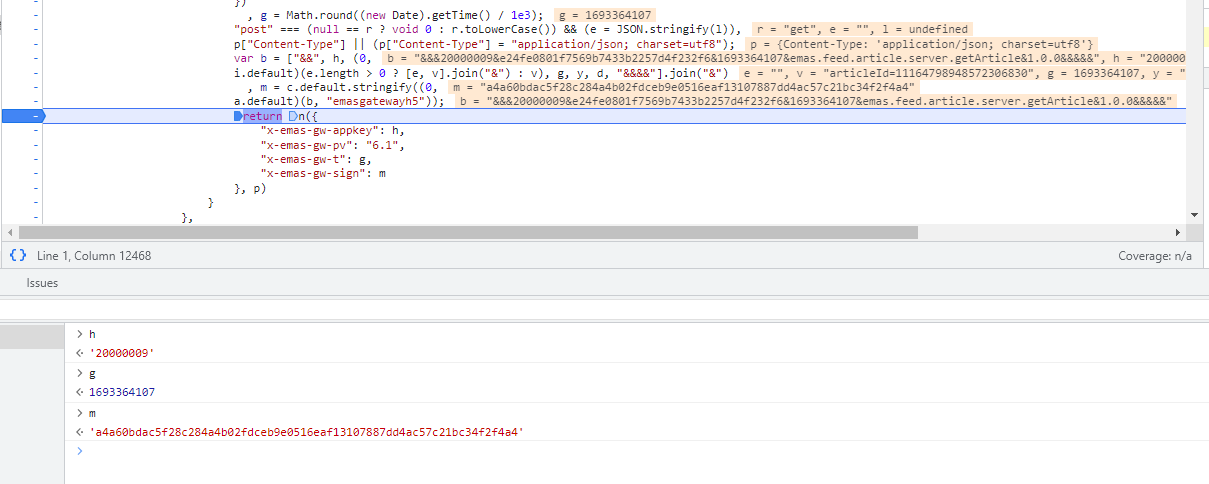 })
, g = Math.round((new Date).getTime() / 1e3); g = 1693364107
"post" === (null == r ? void 0 : r.toLowerCase()) && (e = JSON.stringify(l)), r = "get", e = "", l = undefined
p["Content-Type"] || (p["Content-Type"] = "application/json; charset=utf8"); p = {Content-Type: 'application/json; charset=utf8'}
var b = ["&&", h, (0, b = "&&&20000009&e24fe0801f7569b7433b2257d4f232f6&1693364107&emas.feed.article.server.getArticle&1.0.0&&&&&", h = "200000
i.default)(e.length > 0 ? [e, v].join("&") : v), g, y, d, "&&&&"].join("&") e = "", v = "articleId=11164798948572306830", g = 1693364107, y = "
, m = c.default.stringify((0, m = "a4a60bdac5f28c284a4b02fdceb9e0516eaf13107887dd4ac57c21bc34f2f4a4"
a.default)(b, "emasgatewayh5")); b = "&&&20000009&e24fe0801f7569b7433b2257d4f232f6&1693364107&emas.feed.article.server.getArticle&1.0.0&&&&&"
return n({
"x-emas-gw-appkey": h,
"x-emas-gw-pv": "6.1",
"x-emas-gw-t": g,
"x-emas-gw-sign": m
}, p)
}
},
{} Line 1, Column 12468 Coverage: n/a
Issues
> h
'20000009'
> g
1693364107
> m
'a4a60bdac5f28c284a4b02fdceb9e0516eaf13107887dd4ac57c21bc34f2f4a4'
>